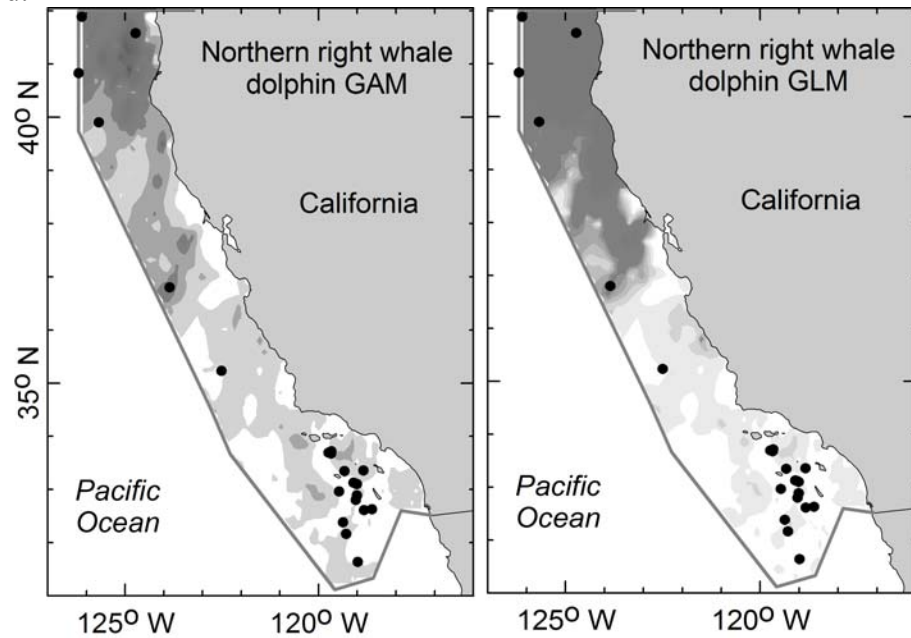 Northern right whale
dolphin GAM
40° N
California
35° N
Pacific
Ocean
125° W
120° W
Northern right whale
dolphin GLM
California
Pacific
Ocean
125° W
120° W